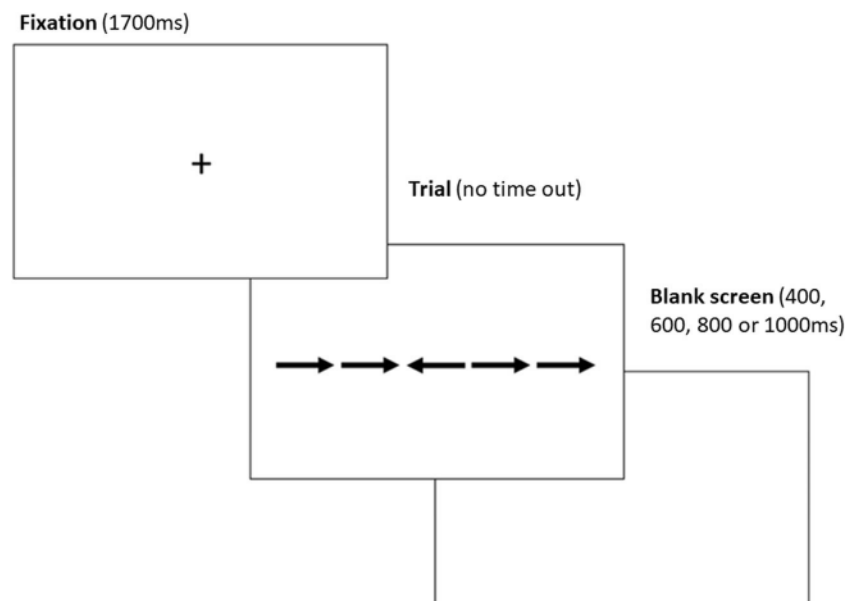 Fixation (1700ms)
Trial (no time out)
Blank screen (400,
600, 800 or 1000ms)